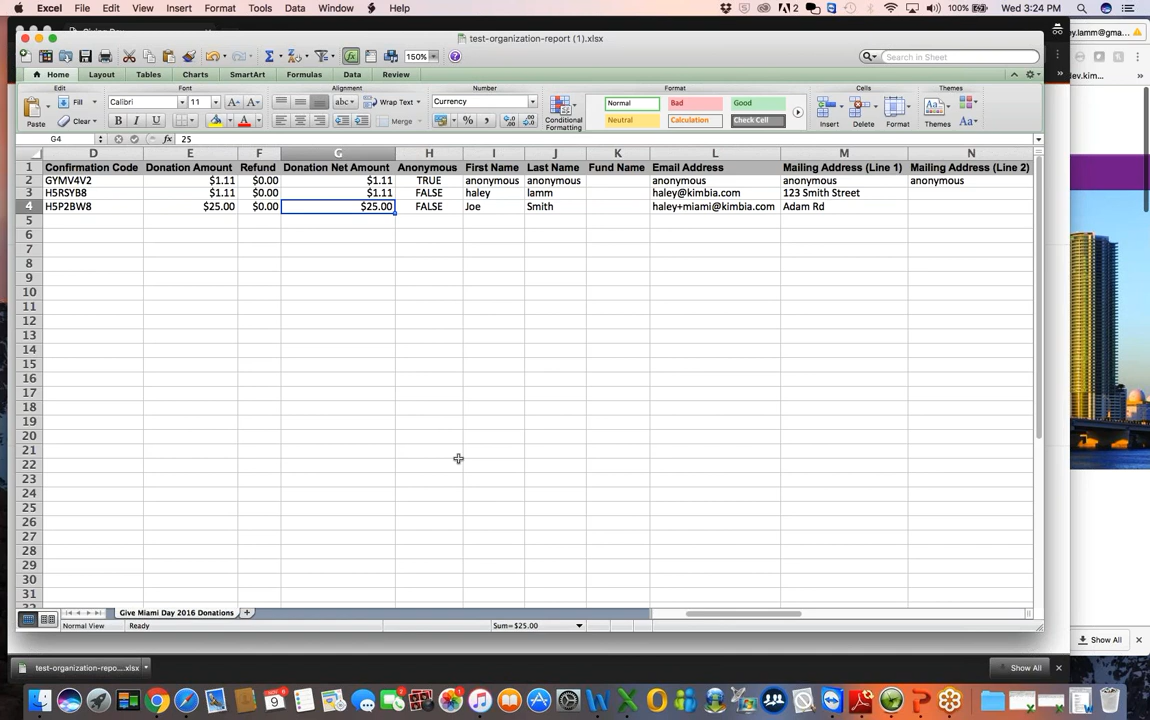 Excel File Edit View Insert Format Tools Data Window Help 2 100% Wed 3:24 PM
test-organization-report (1).xlsx
ey.lamm@gma...
150% Search in Sheet
Home Layout Tables Charts SmartArt Formulas Data Review
lev.kim...
Edit Font Alignment Number Format Cells Themes
Paste Fill Calibri 11 abc Wrap Text Currency Normal Bad Good
Clear B I U Merge % Conditional Formatting Neutral Calculation Check Cell Insert Delete Format Themes Aa
G4 fx 25
D E F G H I J K L M N
1 Confirmation Code Donation Amount Refund Donation Net Amount Anonymous First Name Last Name Fund Name Email Address Mailing Address (Line 1) Mailing Address (Line 2)
2 GYMV4V2 $1.11 $0.00 $1.11 TRUE anonymous anonymous anonymous anonymous anonymous
3 H5RSYB8 $1.11 $0.00 $1.11 FALSE haley lamm haley@kimbia.com 123 Smith Street
4 H5P2BW8 $25.00 $0.00 $25.00 FALSE Joe Smith haley+miami@kimbia.com Adam Rd
5
6
7
8
9
10
11
12
13
14
15
16
17
18
19
20
21
22
23
24
25
26
27
28
29
30
31
Give Miami Day 2016 Donations
Normal View Ready Sum=$25.00
Show All
test-organization-repo....xlsx Show All